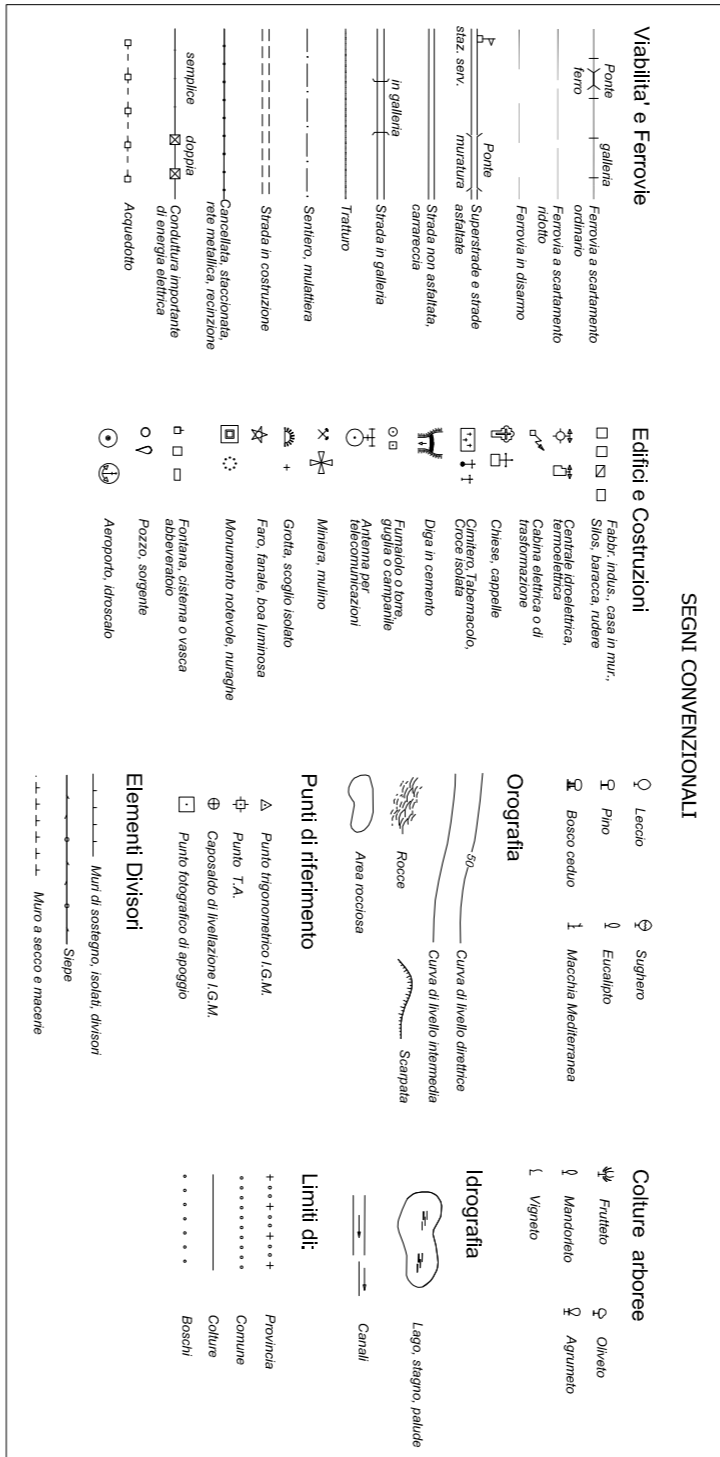 SEGNI CONVENZIONALI
Viabilita' e Ferrovie
Ponte
ferro
galleria
Ferrovia a scartamento
ordinario
Ferrovia a scartamento
ridotto
Ferrovia in disarmo
staz. serv.
Ponte
muratura
Superstrade e strade
asfaltate
Strada non asfaltata,
carrareccia
in galleria
Strada in galleria
Tratturo
Sentiero, mulattiera
Strada in costruzione
Cancellata, staccionata,
rete metallica, recinzione
semplice
doppia
Conduttura importante
di energia elettrica
Acquedotto
Edifici e Costruzioni
Fabbr. indus., casa in mur.,
Silos, baracca, rudere
Centrale idroelettrica,
termoelettrica
Cabina elettrica o di
trasformazione
Chiese, cappelle
Cimitero,Tabernacolo,
Croce isolata
Diga in cemento
Fumaiolo o torre,
guglia o campanile
Antenna per
telecomunicazioni
Miniera, mulino
Grotta, scoglio isolato
Faro, fanale, boa luminosa
Monumento notevole, nuraghe
Fontana, cisterna o vasca
abbeveratoio
Pozzo, sorgente
Aeroporto, idroscalo
Leccio
Sughero
Pino
Eucalipto
Bosco ceduo
Macchia Mediterranea
Orografia
50
Curva di livello direttrice
Curva di livello intermedia
Rocce
Scarpata
Area rocciosa
Punti di riferimento
Punto trigonometrico I.G.M.
Punto T.A.
Caposaldo di livellazione I.G.M.
Punto fotografico di appoggio
Elementi Divisori
Muri di sostegno, isolati, divisori
Siepe
Muro a secco e macerie
Colture arboree
Frutteto
Oliveto
Mandorleto
Agrumeto
Vigneto
Idrografia
Lago, stagno, palude
Canali
Limiti di:
Provincia
Comune
Colture
Boschi